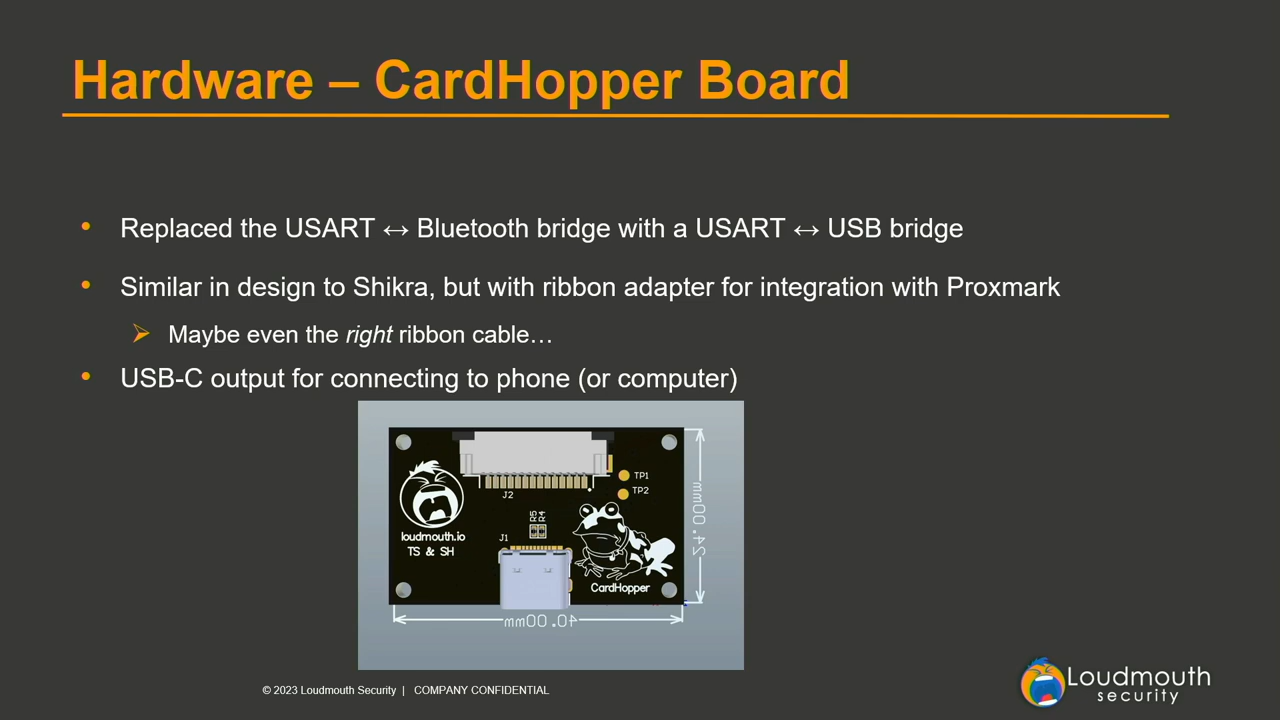 Hardware – CardHopper Board
• Replaced the USART ↔ Bluetooth bridge with a USART ↔ USB bridge
• Similar in design to Shikra, but with ribbon adapter for integration with Proxmark
➢ Maybe even the right ribbon cable…
• USB-C output for connecting to phone (or computer)
TP1
TP2
J2
R5
R4
J1
loudmouth.io
TS & SH
CardHopper
24.00mm
40.00mm
© 2023 Loudmouth Security | COMPANY CONFIDENTIAL
Loudmouth
security